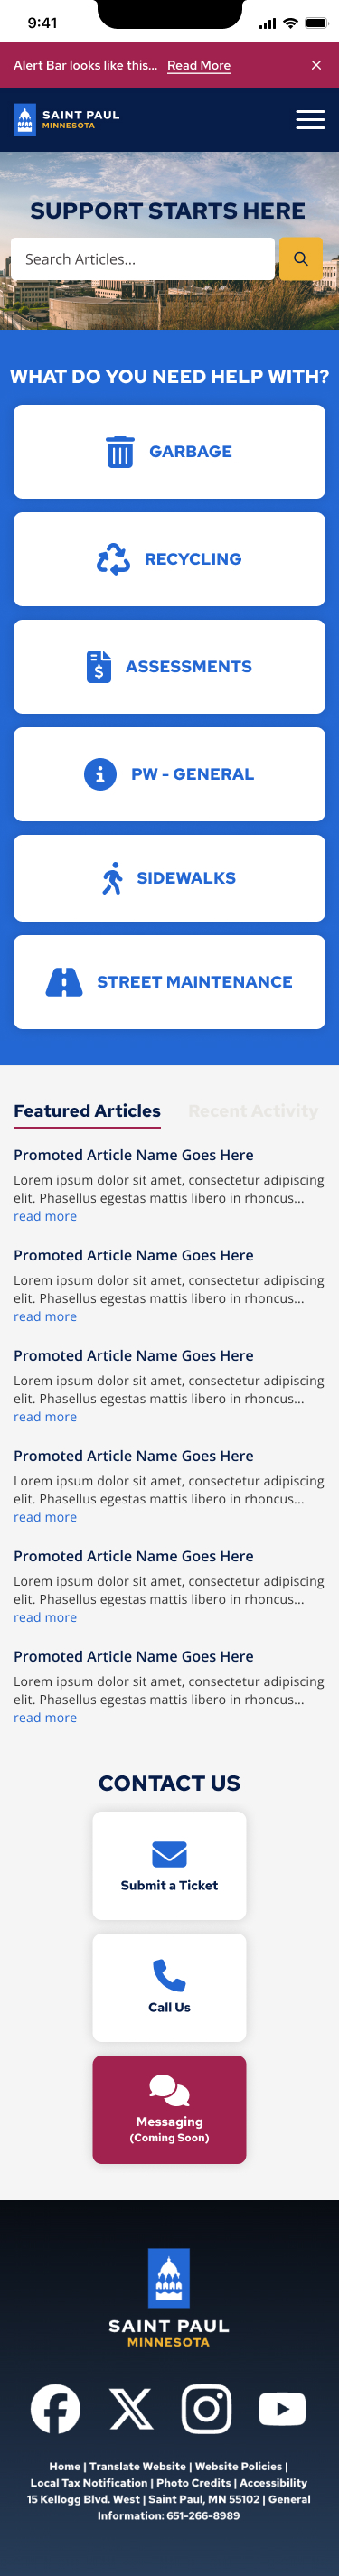 9:41
Alert Bar looks like this... Read More
SAINT PAUL
MINNESOTA
SUPPORT STARTS HERE
Search Articles...
WHAT DO YOU NEED HELP WITH?
GARBAGE
RECYCLING
ASSESSMENTS
PW - GENERAL
SIDEWALKS
STREET MAINTENANCE
Featured Articles Recent Activity
Promoted Article Name Goes Here
Lorem ipsum dolor sit amet, consectetur adipiscing
elit. Phasellus egestas mattis libero in rhoncus...
read more
Promoted Article Name Goes Here
Lorem ipsum dolor sit amet, consectetur adipiscing
elit. Phasellus egestas mattis libero in rhoncus...
read more
Promoted Article Name Goes Here
Lorem ipsum dolor sit amet, consectetur adipiscing
elit. Phasellus egestas mattis libero in rhoncus...
read more
Promoted Article Name Goes Here
Lorem ipsum dolor sit amet, consectetur adipiscing
elit. Phasellus egestas mattis libero in rhoncus...
read more
Promoted Article Name Goes Here
Lorem ipsum dolor sit amet, consectetur adipiscing
elit. Phasellus egestas mattis libero in rhoncus...
read more
Promoted Article Name Goes Here
Lorem ipsum dolor sit amet, consectetur adipiscing
elit. Phasellus egestas mattis libero in rhoncus...
read more
CONTACT US
Submit a Ticket
Call Us
Messaging
(Coming Soon)
SAINT PAUL
MINNESOTA
Home | Translate Website | Website Policies |
Local Tax Notification | Photo Credits | Accessibility
15 Kellogg Blvd. West | Saint Paul, MN 55102 | General
Information: 651-266-8989